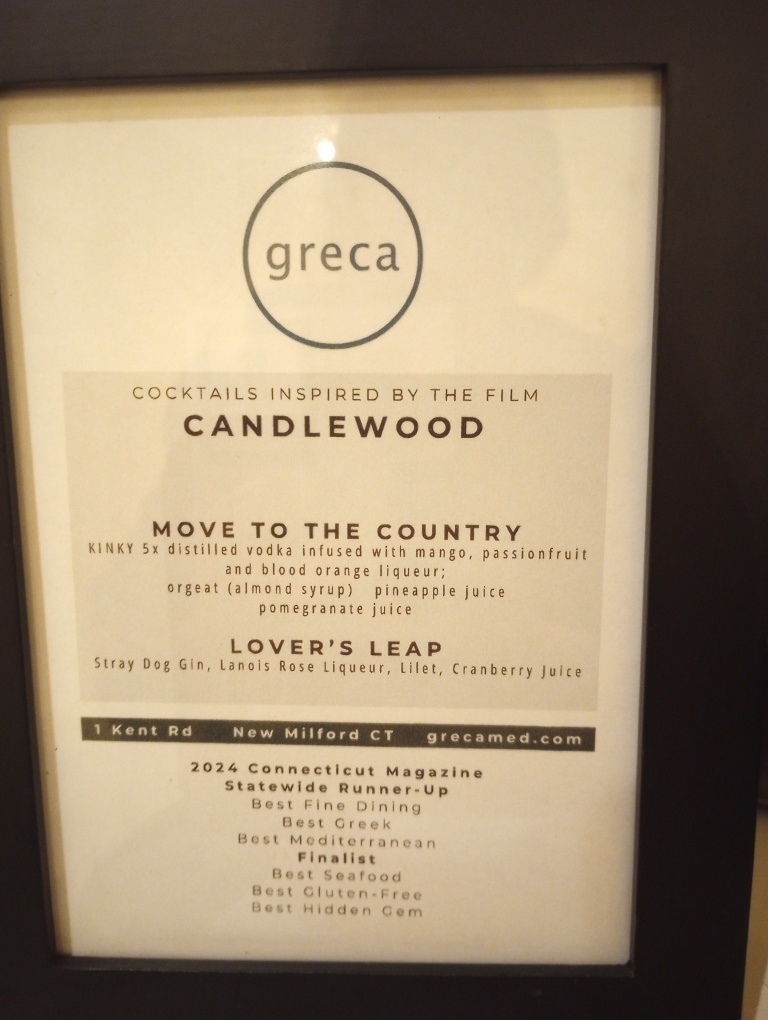 greca
COCKTAILS INSPIRED BY THE FILM
CANDLEWOOD
MOVE TO THE COUNTRY
KINKY 5x distilled vodka infused with mango, passionfruit
and blood orange liqueur;
orgeat (almond syrup) pineapple juice
pomegranate juice
LOVER'S LEAP
Stray Dog Gin, Lanois Rose Liqueur, Lilet, Cranberry Juice
1 Kent Rd New Milford CT grecamed.com
2024 Connecticut Magazine
Statewide Runner-Up
Best Fine Dining
Best Greek
Best Mediterranean
Finalist
Best Seafood
Best Gluten-Free
Best Hidden Gem